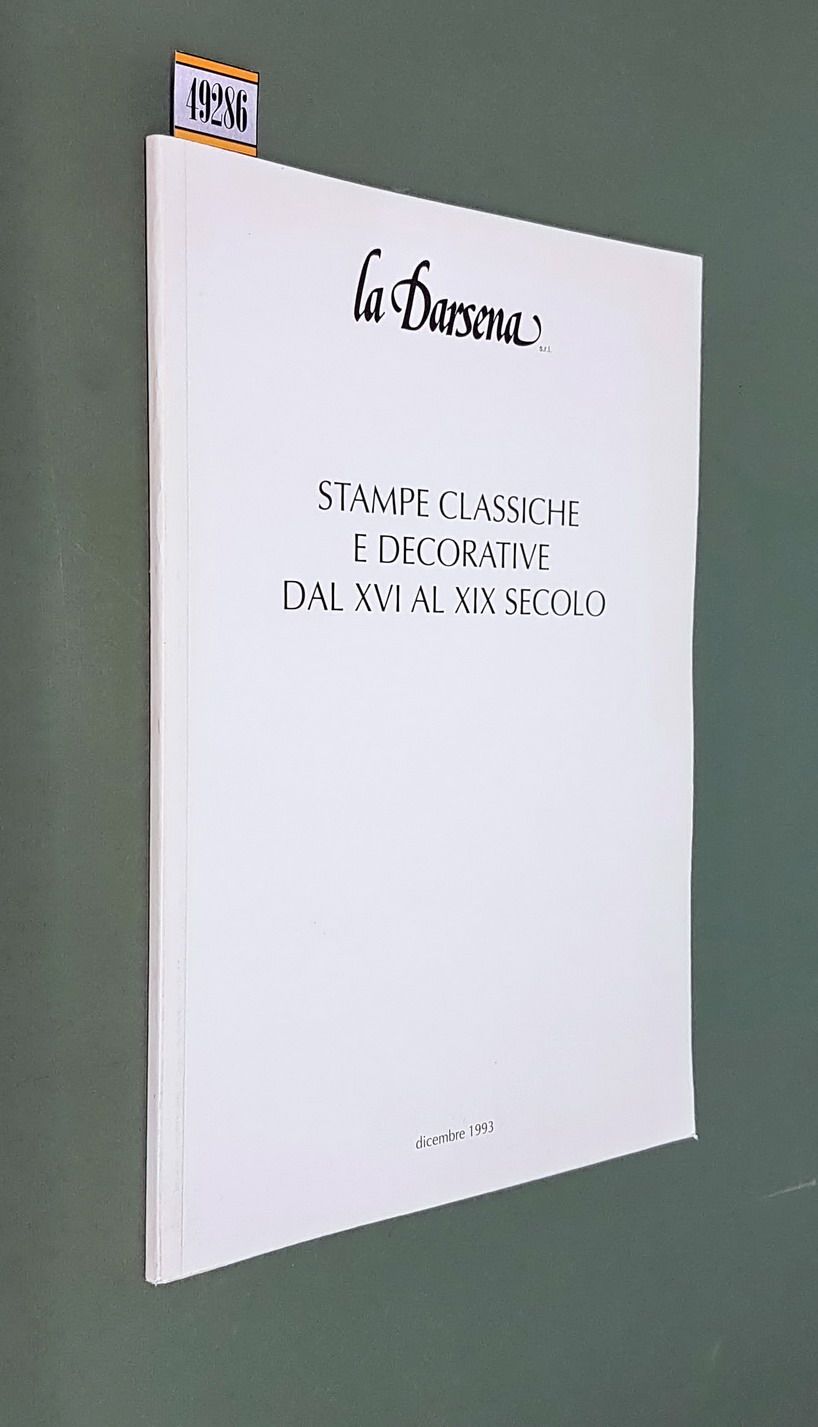 49286
la Darsena
s.r.l.
STAMPE CLASSICHE
E DECORATIVE
DAL XVI AL XIX SECOLO
dicembre 1993